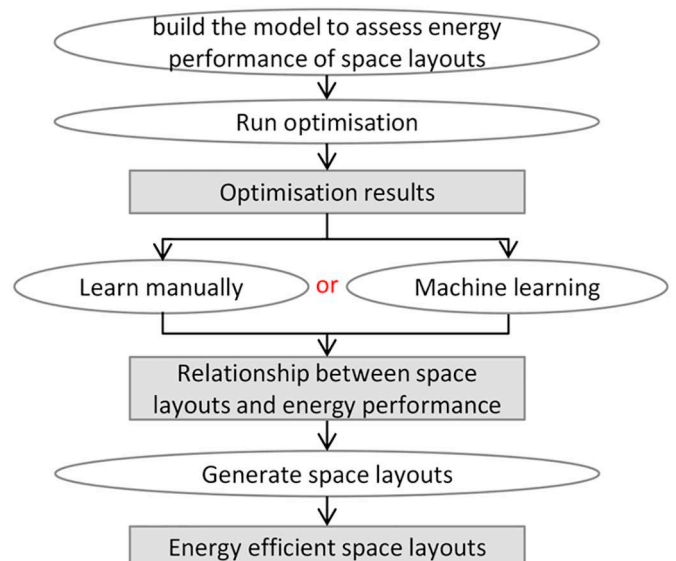 build the model to assess energy
performance of space layouts
Run optimisation
Optimisation results
Learn manually or Machine learning
Relationship between space
layouts and energy performance
Generate space layouts
Energy efficient space layouts